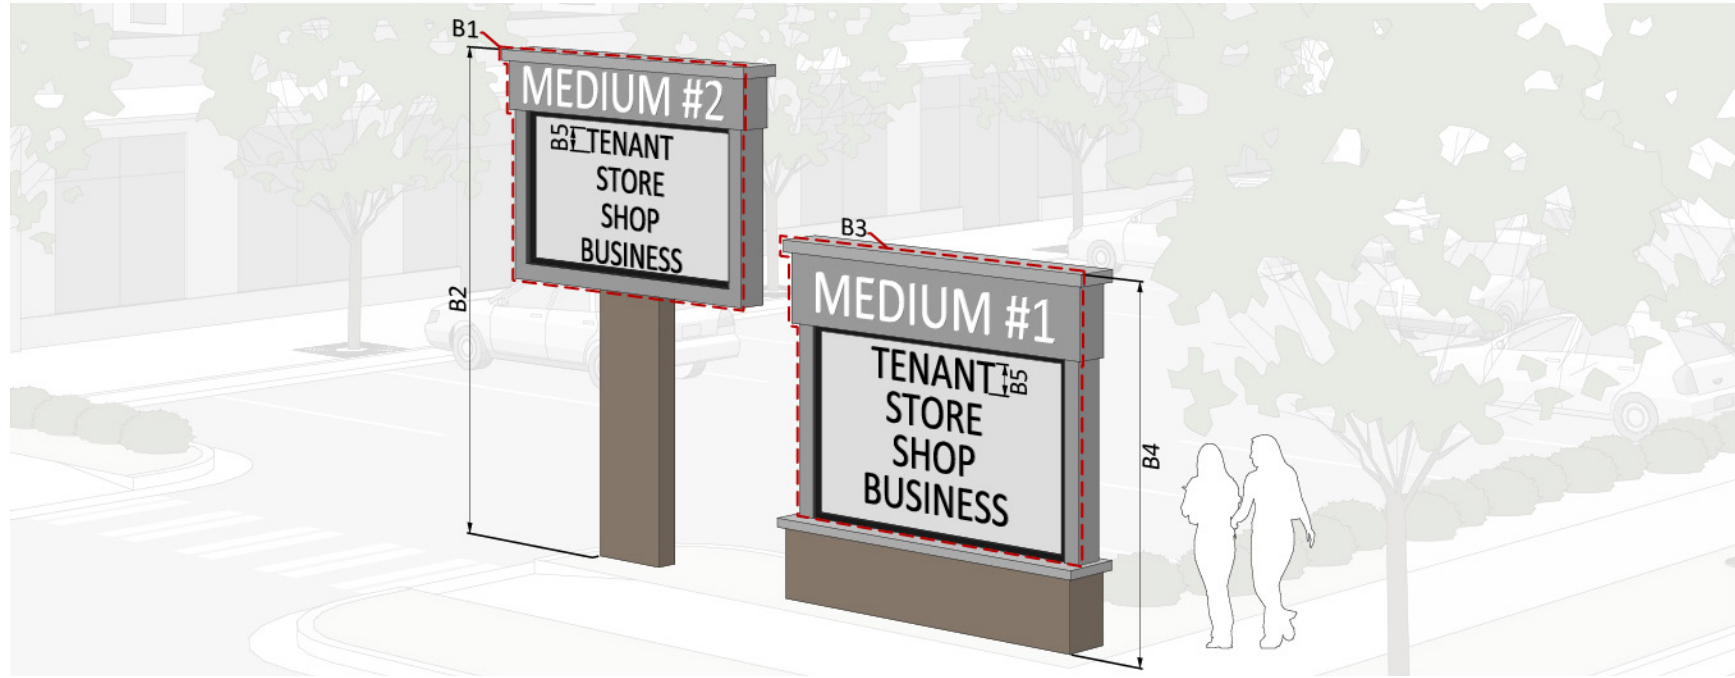 B1
MEDIUM #2
B5
TENANT
STORE
SHOP
BUSINESS
B2
B3
MEDIUM #1
TENANT
B5
STORE
SHOP
BUSINESS
B4